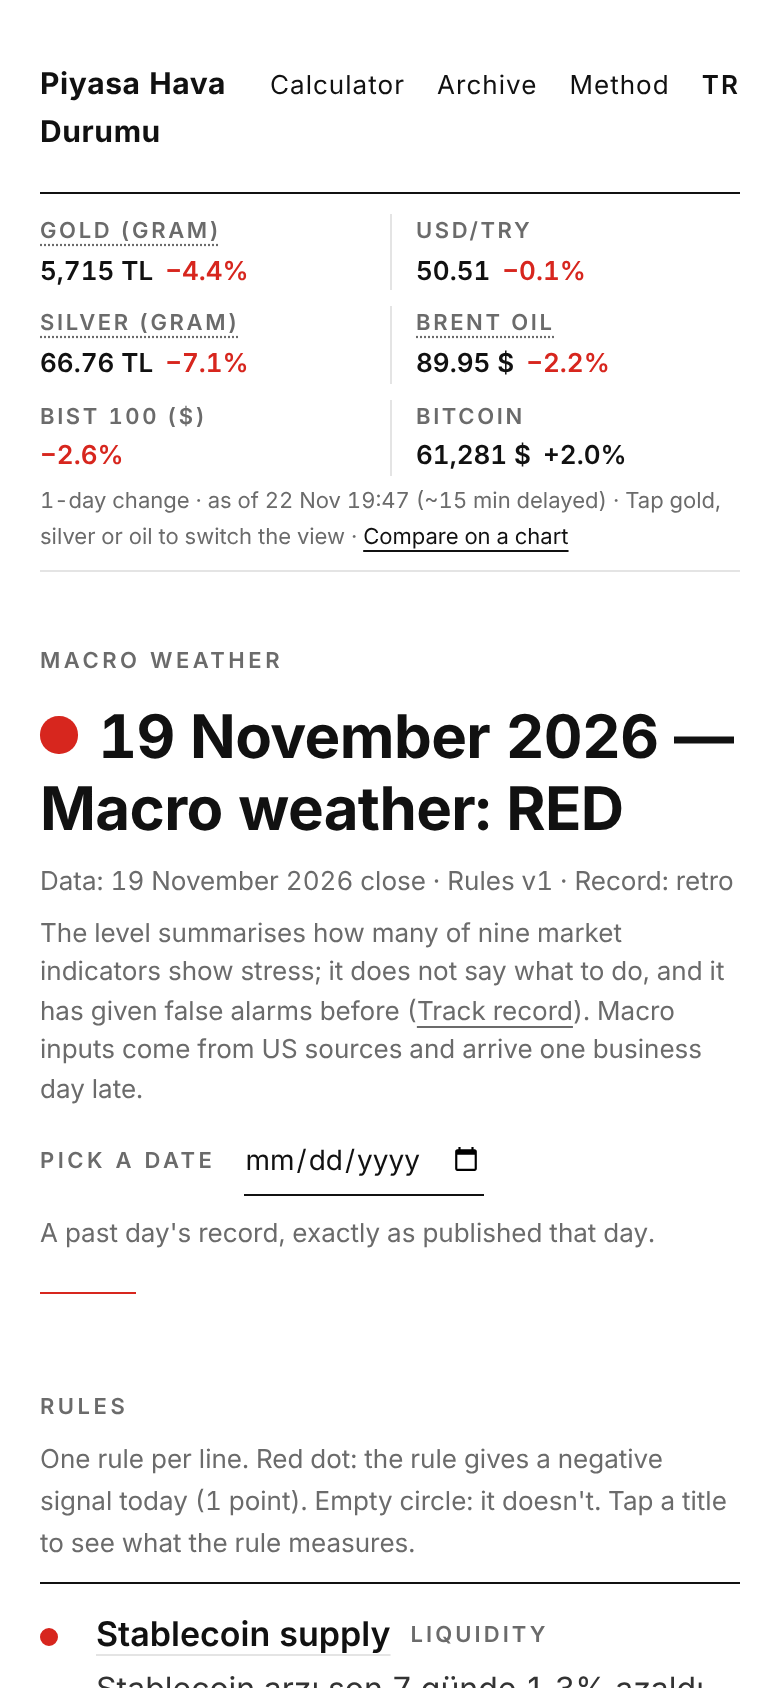 Piyasa Hava Durumu
Calculator Archive Method TR
GOLD (GRAM)
5,715 TL −4.4%
USD/TRY
50.51 −0.1%
SILVER (GRAM)
66.76 TL −7.1%
BRENT OIL
89.95 $ −2.2%
BIST 100 ($)
−2.6%
BITCOIN
61,281 $ +2.0%
1-day change · as of 22 Nov 19:47 (~15 min delayed) · Tap gold,
silver or oil to switch the view · Compare on a chart
MACRO WEATHER
19 November 2026 —
Macro weather: RED
Data: 19 November 2026 close · Rules v1 · Record: retro
The level summarises how many of nine market
indicators show stress; it does not say what to do, and it
has given false alarms before (Track record). Macro
inputs come from US sources and arrive one business
day late.
PICK A DATE mm/dd/yyyy
A past day's record, exactly as published that day.
RULES
One rule per line. Red dot: the rule gives a negative
signal today (1 point). Empty circle: it doesn't. Tap a title
to see what the rule measures.
Stablecoin supply LIQUIDITY
Stablecoin arzı son 7 günde 1.3% azaldı